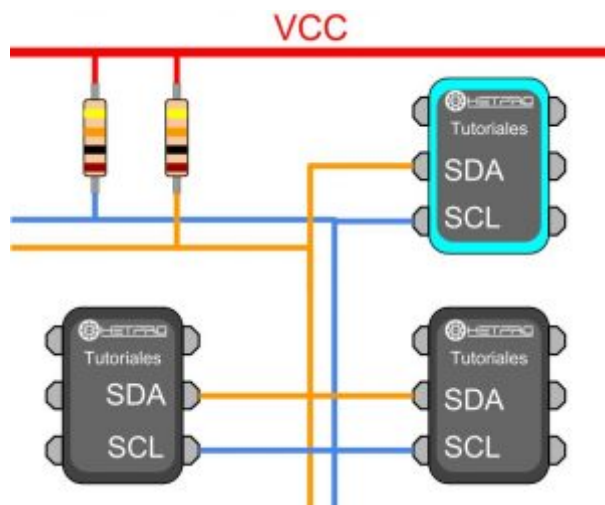 VCC
HETPRO
Tutoriales
SDA
SCL
HETPRO
Tutoriales
SDA
SCL
HETPRO
Tutoriales
SDA
SCL